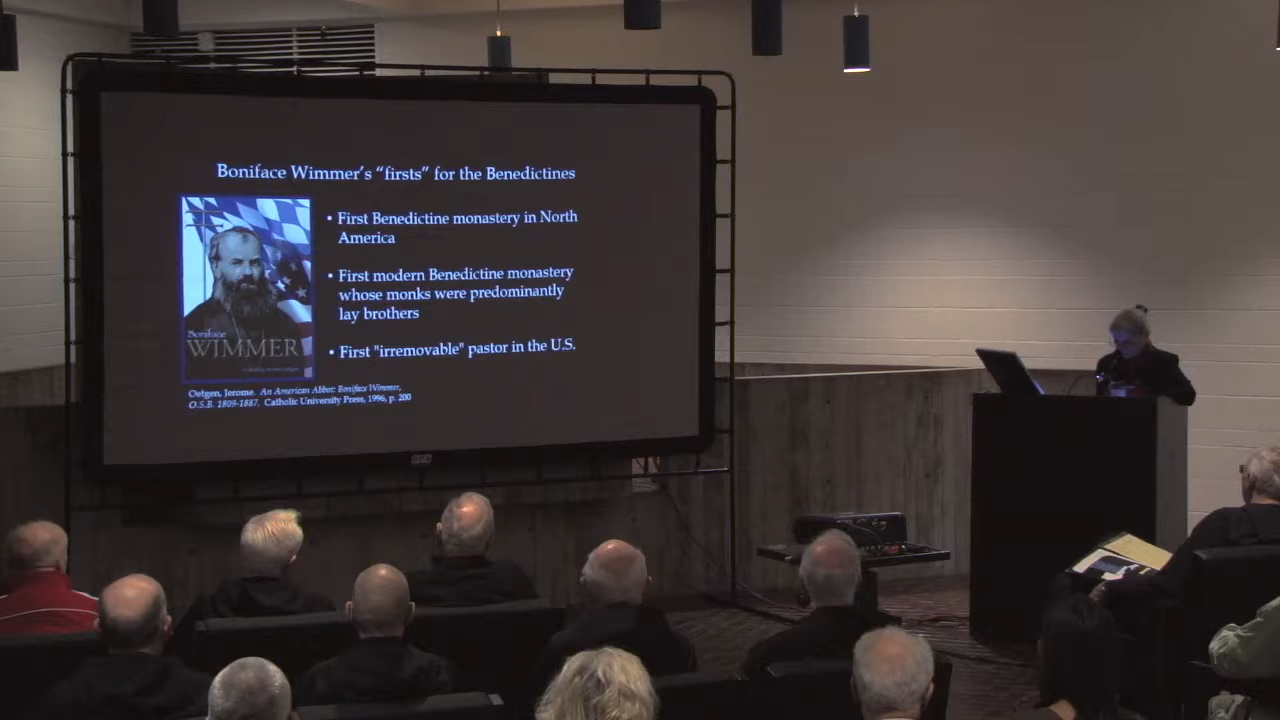 Boniface Wimmer's “firsts” for the Benedictines
• First Benedictine monastery in North
America
• First modern Benedictine monastery
whose monks were predominantly
lay brothers
• First "irremovable" pastor in the U.S.
Boniface
WIMMER
Oetgen, Jerome. An American Abbot: Boniface Wimmer,
O.S.B. 1809-1887. Catholic University Press, 1996, p. 200